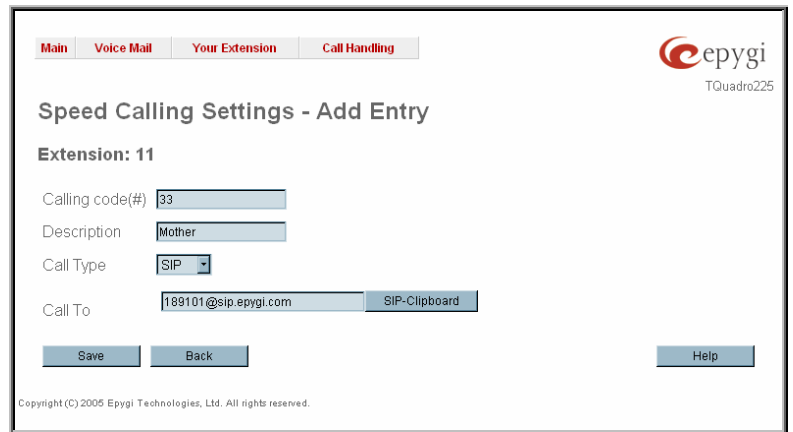 Main Voice Mail Your Extension Call Handling
epygi
TQuadro225
Speed Calling Settings - Add Entry
Extension: 11
Calling code(#) 33
Description Mother
Call Type SIP
Call To 189101@sip.epygi.com SIP-Clipboard
Save Back Help
Copyright (C) 2005 Epygi Technologies, Ltd. All rights reserved.